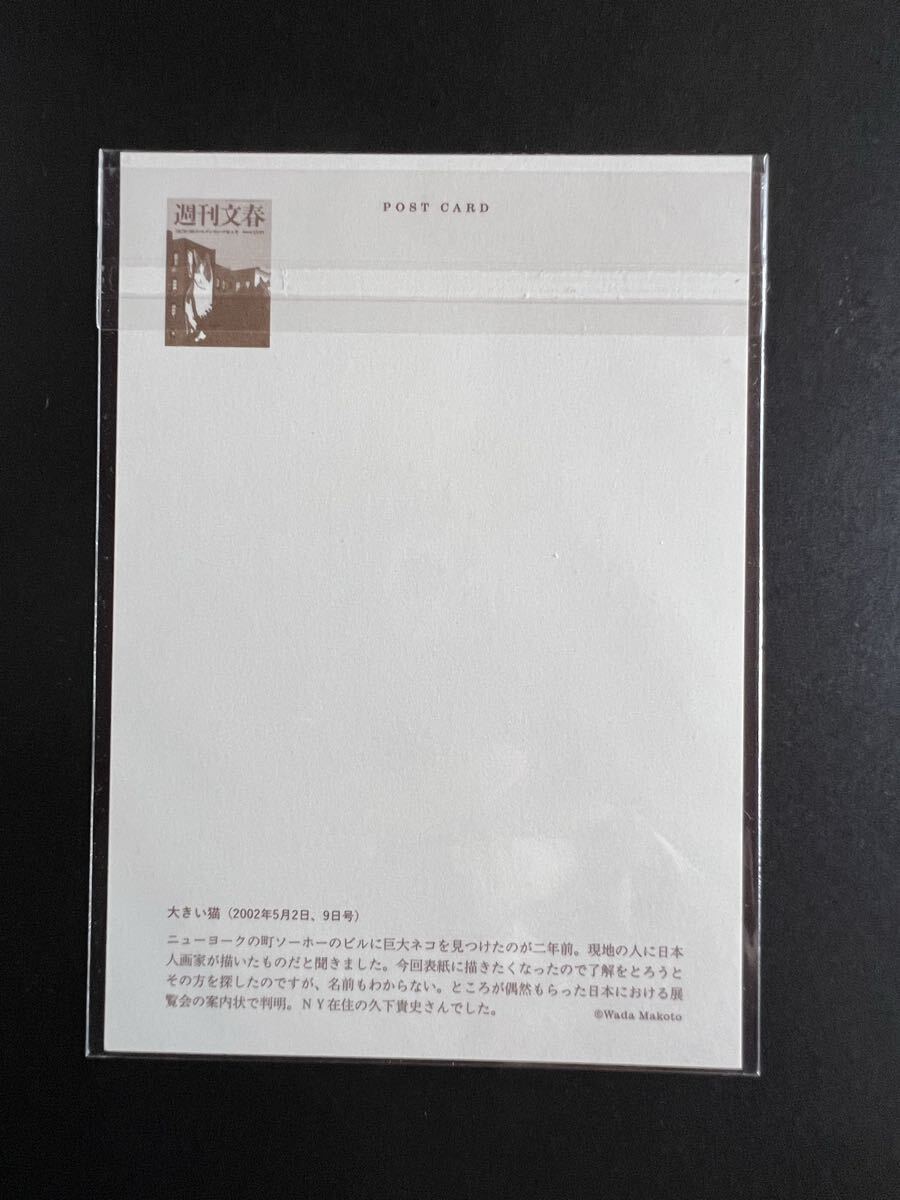 POST CARD
週刊文春
大きい猫（2002年5月2日、9日号）
ニューヨークの町ソーホーのビルに巨大ネコを見つけたのが二年前。現地の人に日本
人画家が描いたものだと聞きました。今回表紙に描きたくなったので了解をとろうと
その方を探したのですが、名前もわからない。ところが偶然もらった日本における展
覧会の案内状で判明。ＮＹ在住の久下貴史さんでした。
©Wada Makoto